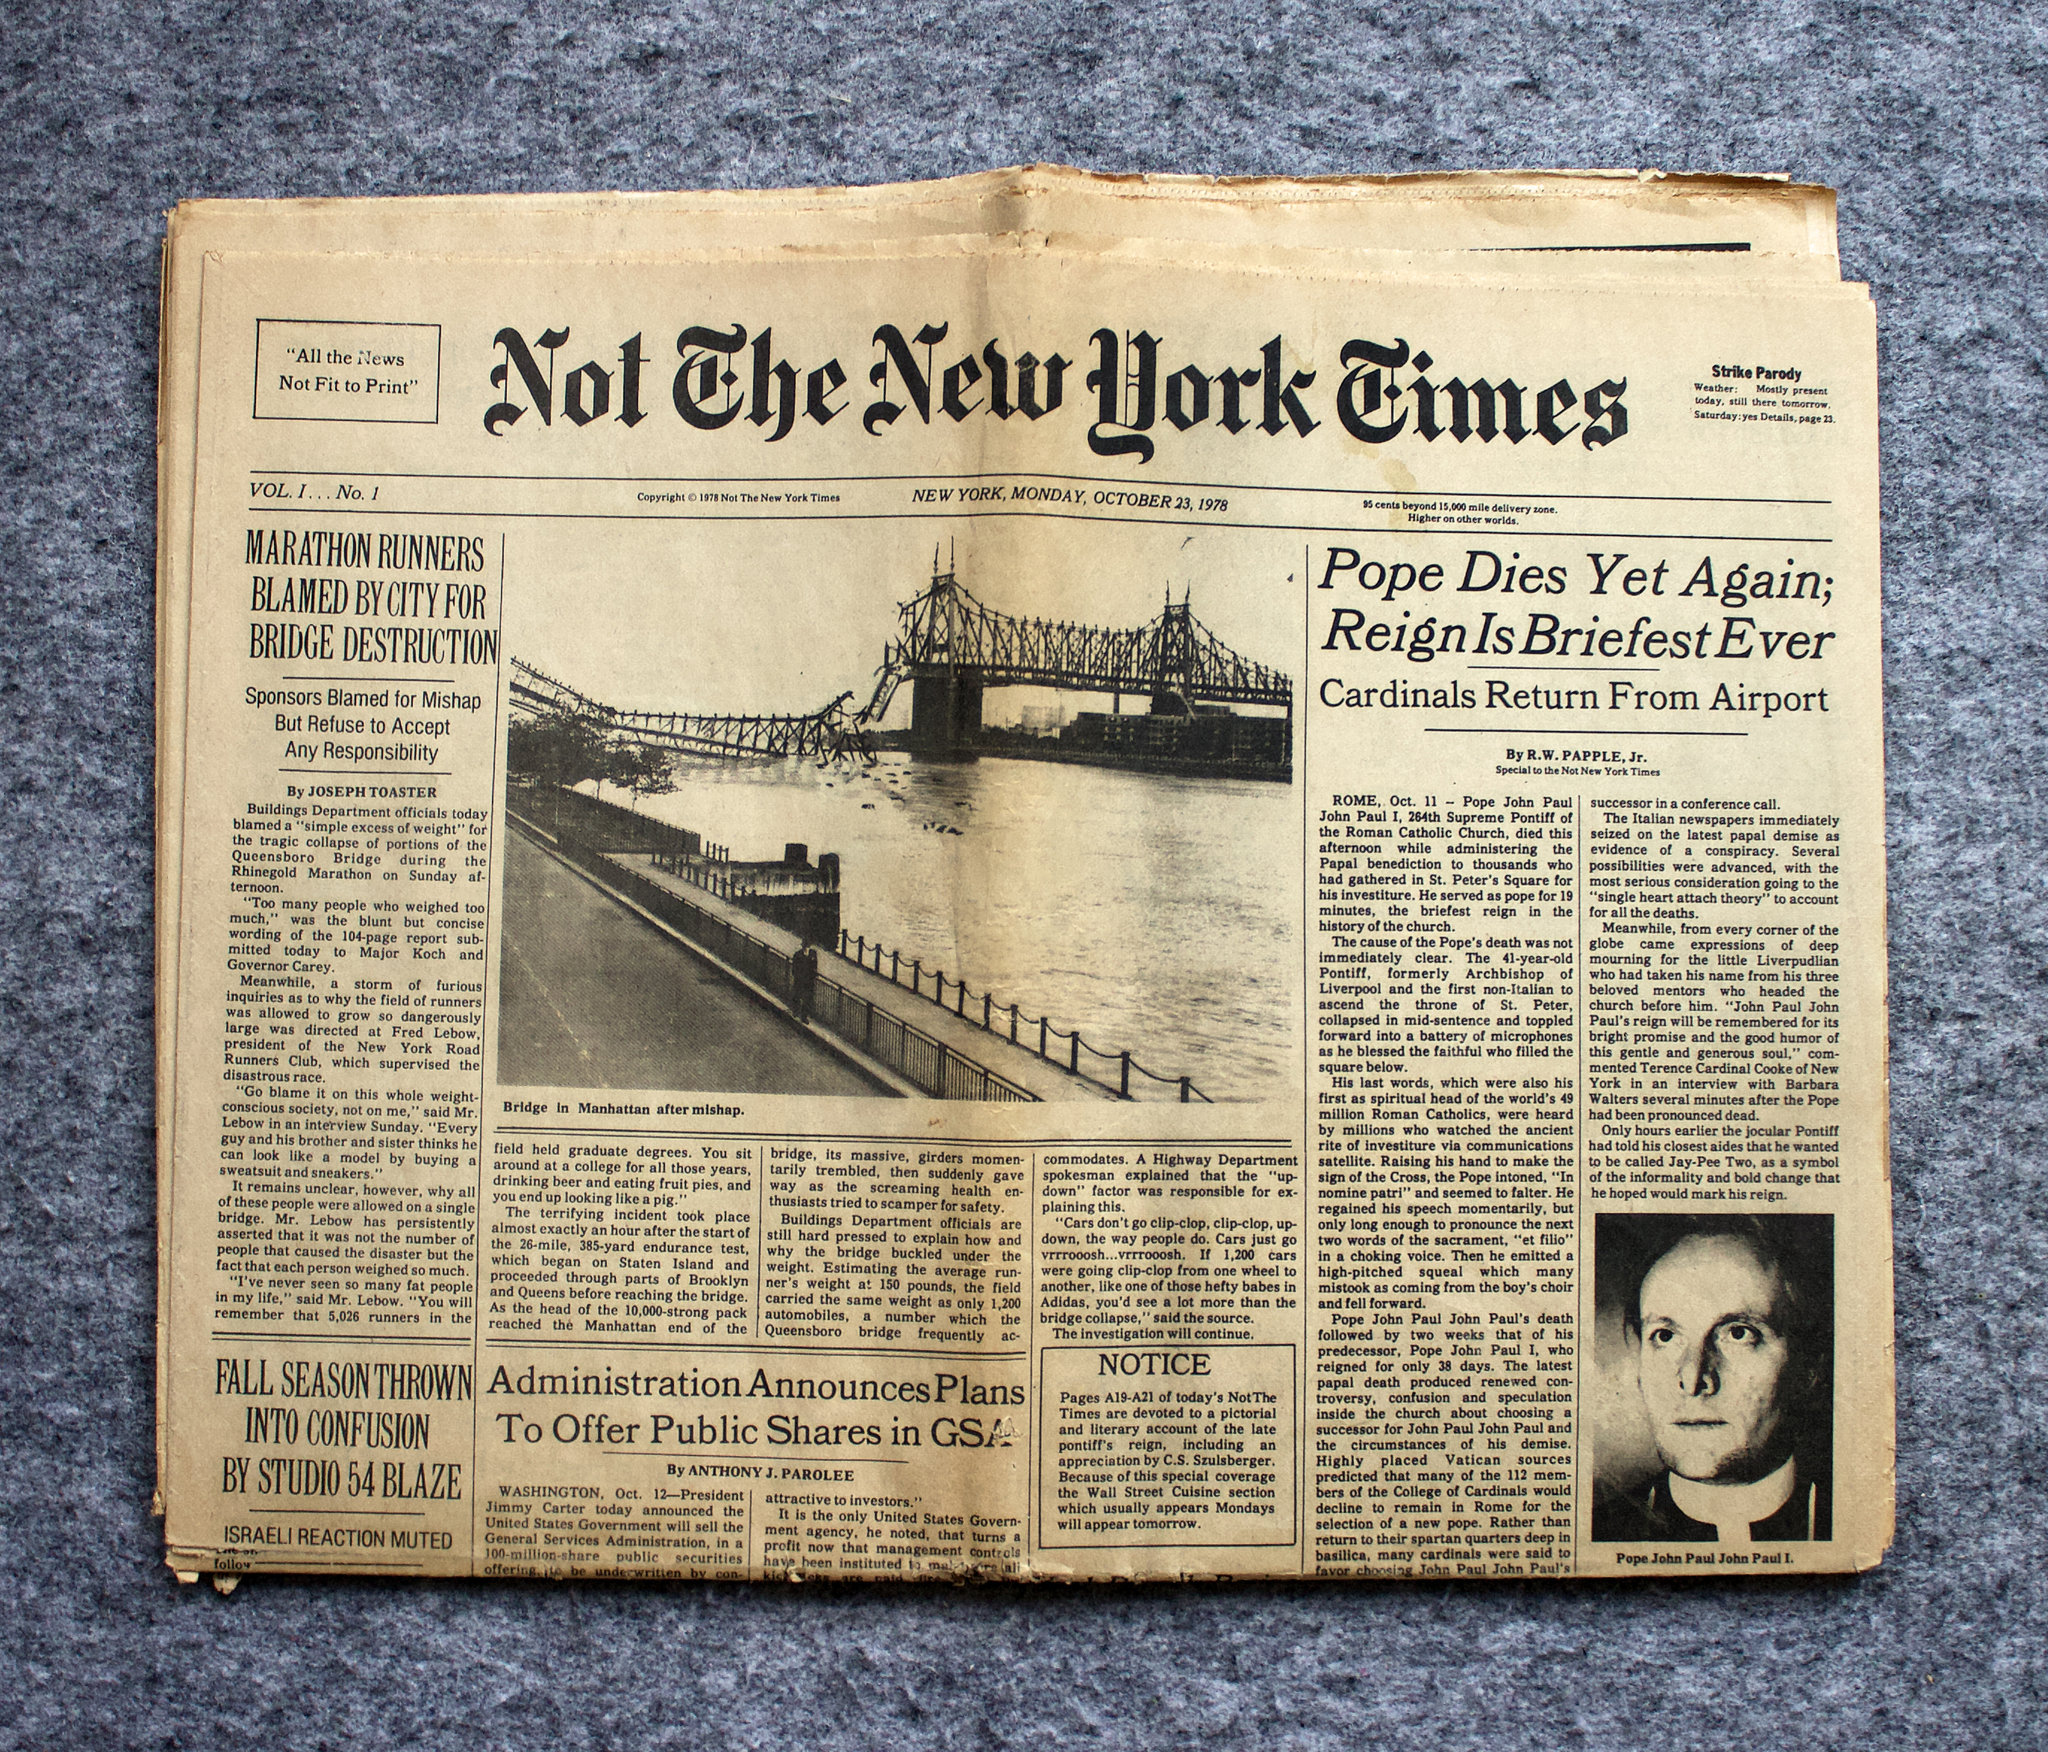 "All the News
Not Fit to Print"
Not The New York Times
Strike Parody
Weather: Mostly present
today, still there tomorrow.
Saturday: yes Details, page 23.
VOL. I . . . No. 1
Copyright © 1978 Not The New York Times
NEW YORK, MONDAY, OCTOBER 23, 1978
95 cents beyond 15,000 mile delivery zone.
Higher on other worlds.
MARATHON RUNNERS
BLAMED BY CITY FOR
BRIDGE DESTRUCTION
Sponsors Blamed for Mishap
But Refuse to Accept
Any Responsibility
By JOSEPH TOASTER
Buildings Department officials today
blamed a "simple excess of weight" for
the tragic collapse of portions of the
Queensboro Bridge during the
Rhinegold Marathon on Sunday af-
ternoon.
"Too many people who weighed too
much," was the blunt but concise
wording of the 104-page report sub-
mitted today to Major Koch and
Governor Carey.
Meanwhile, a storm of furious
inquiries as to why the field of runners
was allowed to grow so dangerously
large was directed at Fred Lebow,
president of the New York Road
Runners Club, which supervised the
disastrous race.
"Go blame it on this whole weight-
conscious society, not on me," said Mr.
Lebow in an interview Sunday. "Every
guy and his brother and sister thinks he
can look like a model by buying a
sweatsuit and sneakers."
It remains unclear, however, why all
of these people were allowed on a single
bridge. Mr. Lebow has persistently
asserted that it was not the number of
people that caused the disaster but the
fact that each person weighed so much.
"I've never seen so many fat people
in my life," said Mr. Lebow. "You will
remember that 5,026 runners in the
Bridge in Manhattan after mishap.
field held graduate degrees. You sit
around at a college for all those years,
drinking beer and eating fruit pies, and
you end up looking like a pig."
The terrifying incident took place
almost exactly an hour after the start of
the 26-mile, 385-yard endurance test,
which began on Staten Island and
proceeded through parts of Brooklyn
and Queens before reaching the bridge.
As the head of the 10,000-strong pack
reached the Manhattan end of the
bridge, its massive, girders momen-
tarily trembled, then suddenly gave
way as the screaming health en-
thusiasts tried to scamper for safety.
Buildings Department officials are
still hard pressed to explain how and
why the bridge buckled under the
weight. Estimating the average run-
ner's weight at 150 pounds, the field
carried the same weight as only 1,200
automobiles, a number which the
Queensboro bridge frequently ac-
commodates. A Highway Department
spokesman explained that the "up-
down" factor was responsible for ex-
plaining this.
"Cars don't go clip-clop, clip-clop, up-
down, the way people do. Cars just go
vrrrooosh...vrrrooosh. If 1,200 cars
were going clip-clop from one wheel to
another, like one of those hefty babes in
Adidas, you'd see a lot more than the
bridge collapse," said the source.
The investigation will continue.
Pope Dies Yet Again;
Reign Is Briefest Ever
Cardinals Return From Airport
By R.W. PAPPLE, Jr.
Special to the Not New York Times
ROME, Oct. 11 – Pope John Paul
John Paul I, 264th Supreme Pontiff of
the Roman Catholic Church, died this
afternoon while administering the
Papal benediction to thousands who
had gathered in St. Peter's Square for
his investiture. He served as pope for 19
minutes, the briefest reign in the
history of the church.
The cause of the Pope's death was not
immediately clear. The 41-year-old
Pontiff, formerly Archbishop of
Liverpool and the first non-Italian to
ascend the throne of St. Peter,
collapsed in mid-sentence and toppled
forward into a battery of microphones
as he blessed the faithful who filled the
square below.
His last words, which were also his
first as spiritual head of the world's 49
million Roman Catholics, were heard
by millions who watched the ancient
rite of investiture via communications
satellite. Raising his hand to make the
sign of the Cross, the Pope intoned, "In
nomine patri" and seemed to falter. He
regained his speech momentarily, but
only long enough to pronounce the next
two words of the sacrament, "et filio"
in a choking voice. Then he emitted a
high-pitched squeal which many
mistook as coming from the boy's choir
and fell forward.
Pope John Paul John Paul's death
followed by two weeks that of his
predecessor, Pope John Paul I, who
reigned for only 38 days. The latest
papal death produced renewed con-
troversy, confusion and speculation
inside the church about choosing a
successor for John Paul John Paul and
the circumstances of his demise.
Highly placed Vatican sources
predicted that many of the 112 mem-
bers of the College of Cardinals would
decline to remain in Rome for the
selection of a new pope. Rather than
return to their spartan quarters deep in
basilica, many cardinals were said to
favor choosing John Paul John Paul's
successor in a conference call.
The Italian newspapers immediately
seized on the latest papal demise as
evidence of a conspiracy. Several
possibilities were advanced, with the
most serious consideration going to the
"single heart attach theory" to account
for all the deaths.
Meanwhile, from every corner of the
globe came expressions of deep
mourning for the little Liverpudlian
who had taken his name from his three
beloved mentors who headed the
church before him. "John Paul John
Paul's reign will be remembered for its
bright promise and the good humor of
this gentle and generous soul," com-
mented Terence Cardinal Cooke of New
York in an interview with Barbara
Walters several minutes after the Pope
had been pronounced dead.
Only hours earlier the jocular Pontiff
had told his closest aides that he wanted
to be called Jay-Pee Two, as a symbol
of the informality and bold change that
he hoped would mark his reign.
Pope John Paul John Paul I.
FALL SEASON THROWN
INTO CONFUSION
BY STUDIO 54 BLAZE
ISRAELI REACTION MUTED
follow
Administration Announces Plans
To Offer Public Shares in GSA
By ANTHONY J. PAROLEE
WASHINGTON, Oct. 12—President
Jimmy Carter today announced the
United States Government will sell the
General Services Administration, in a
100-million-share public securities
offering, to be underwritten by con-
attractive to investors."
It is the only United States Govern-
ment agency, he noted, that turns a
profit now that management controls
have been instituted to
NOTICE
Pages A19-A21 of today's Not The
Times are devoted to a pictorial
and literary account of the late
pontiff's reign, including an
appreciation by C.S. Szulsberger.
Because of this special coverage
the Wall Street Cuisine section
which usually appears Mondays
will appear tomorrow.